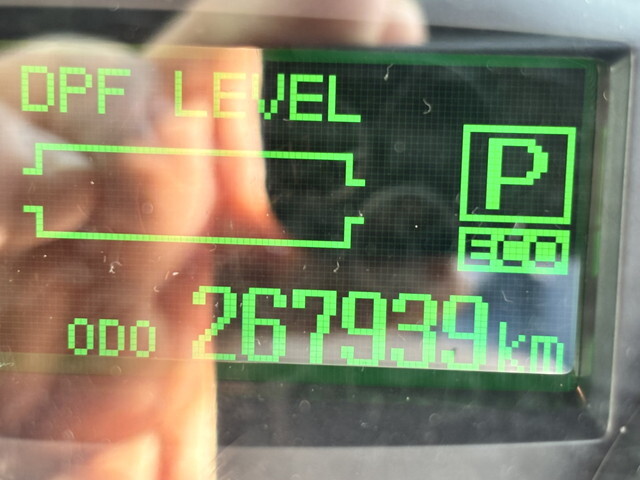 DPF LEVEL
P
ECO
ODO 267939 km